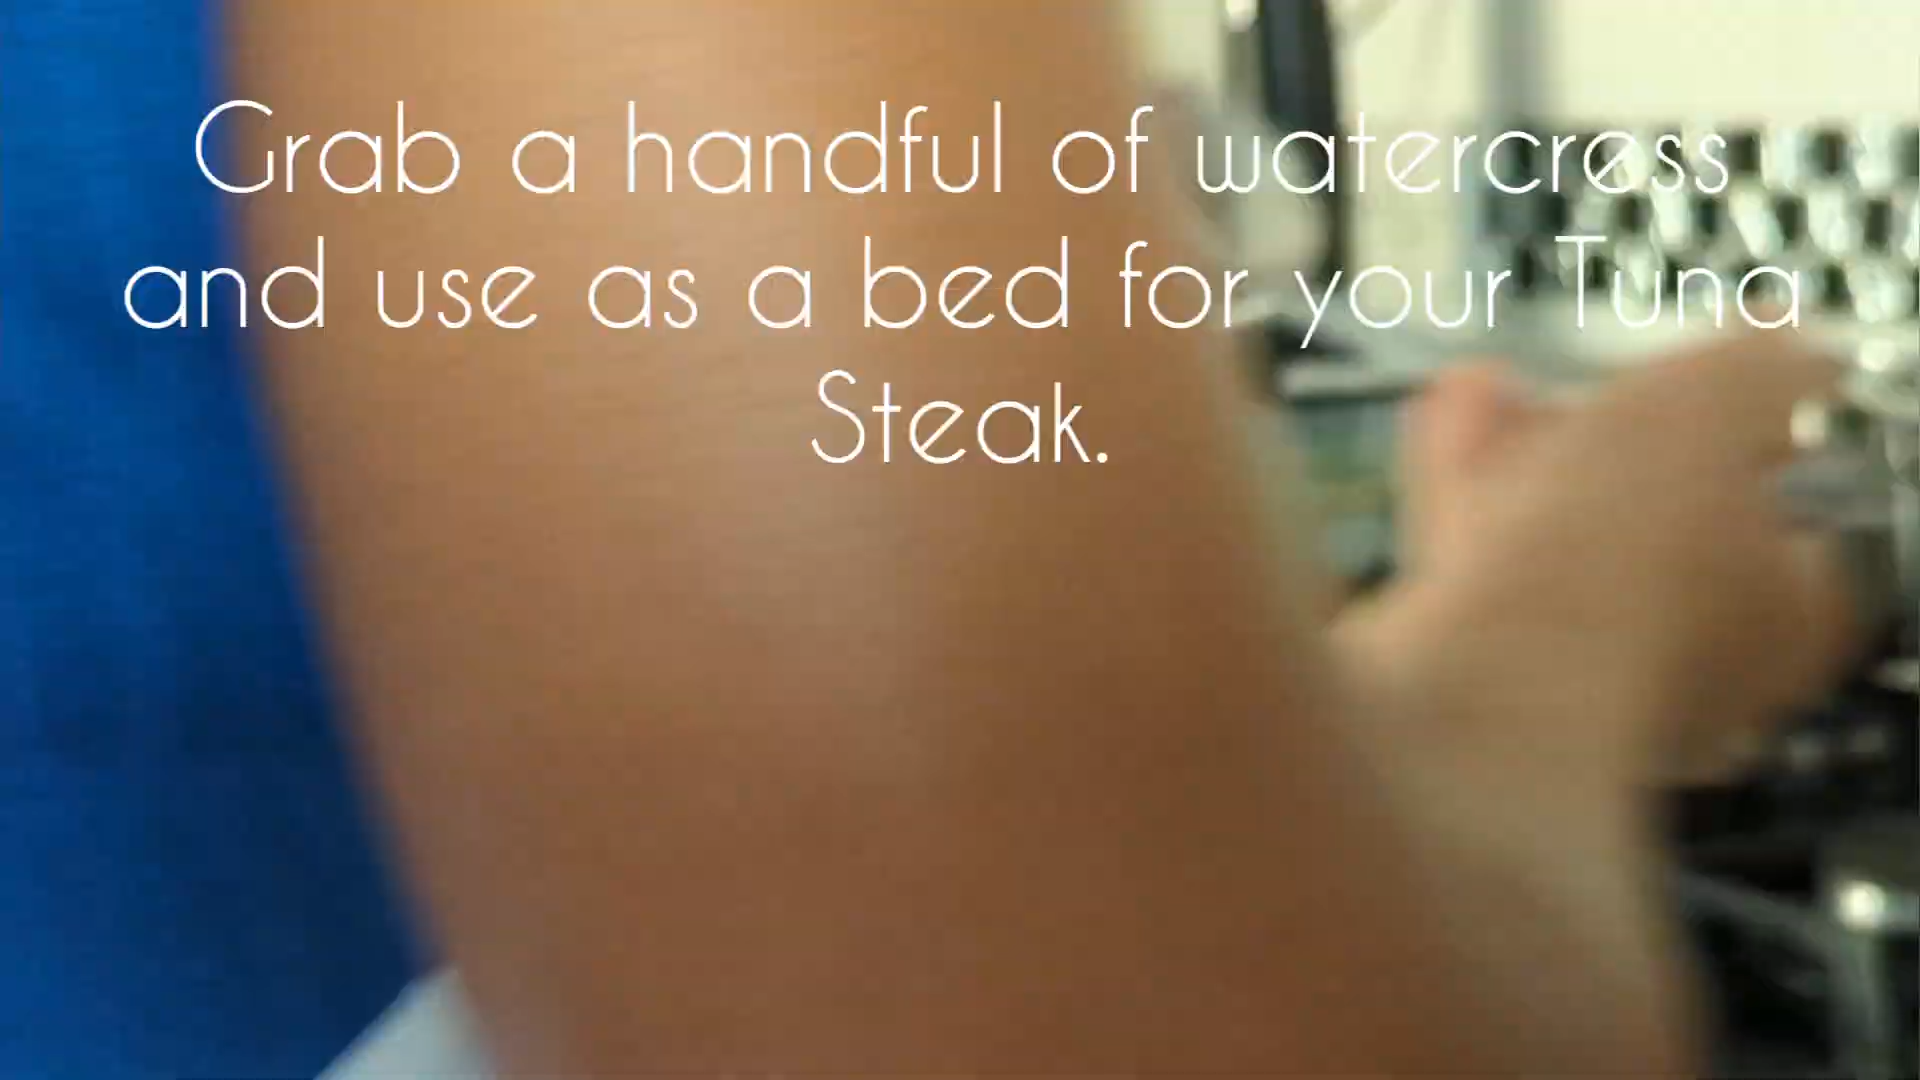 Grab a handful of watercress
and use as a bed for your Tuna
Steak.